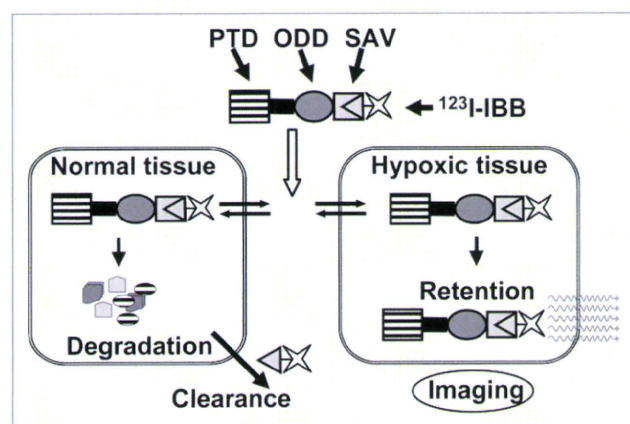 PTD ODD SAV
¹²³I-IBB
Normal tissue
Hypoxic tissue
Retention
Degradation
Clearance
Imaging